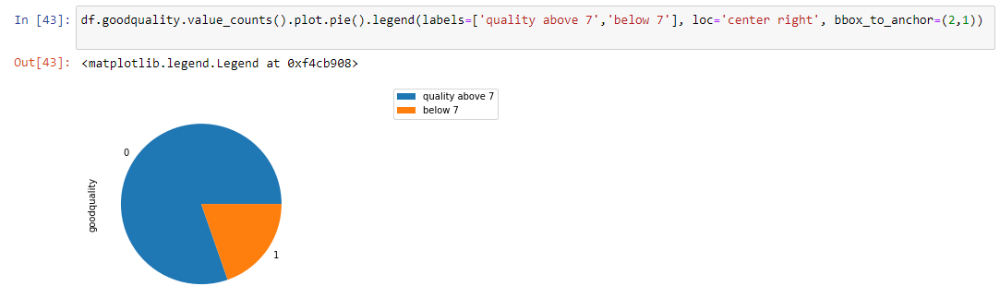 In [43]: df.goodquality.value_counts().plot.pie().legend(labels=['quality above 7','below 7'], loc='center right', bbox_to_anchor=(2,1))
Out[43]: <matplotlib.legend.Legend at 0xf4cb908>
quality above 7
below 7
0
goodquality
1